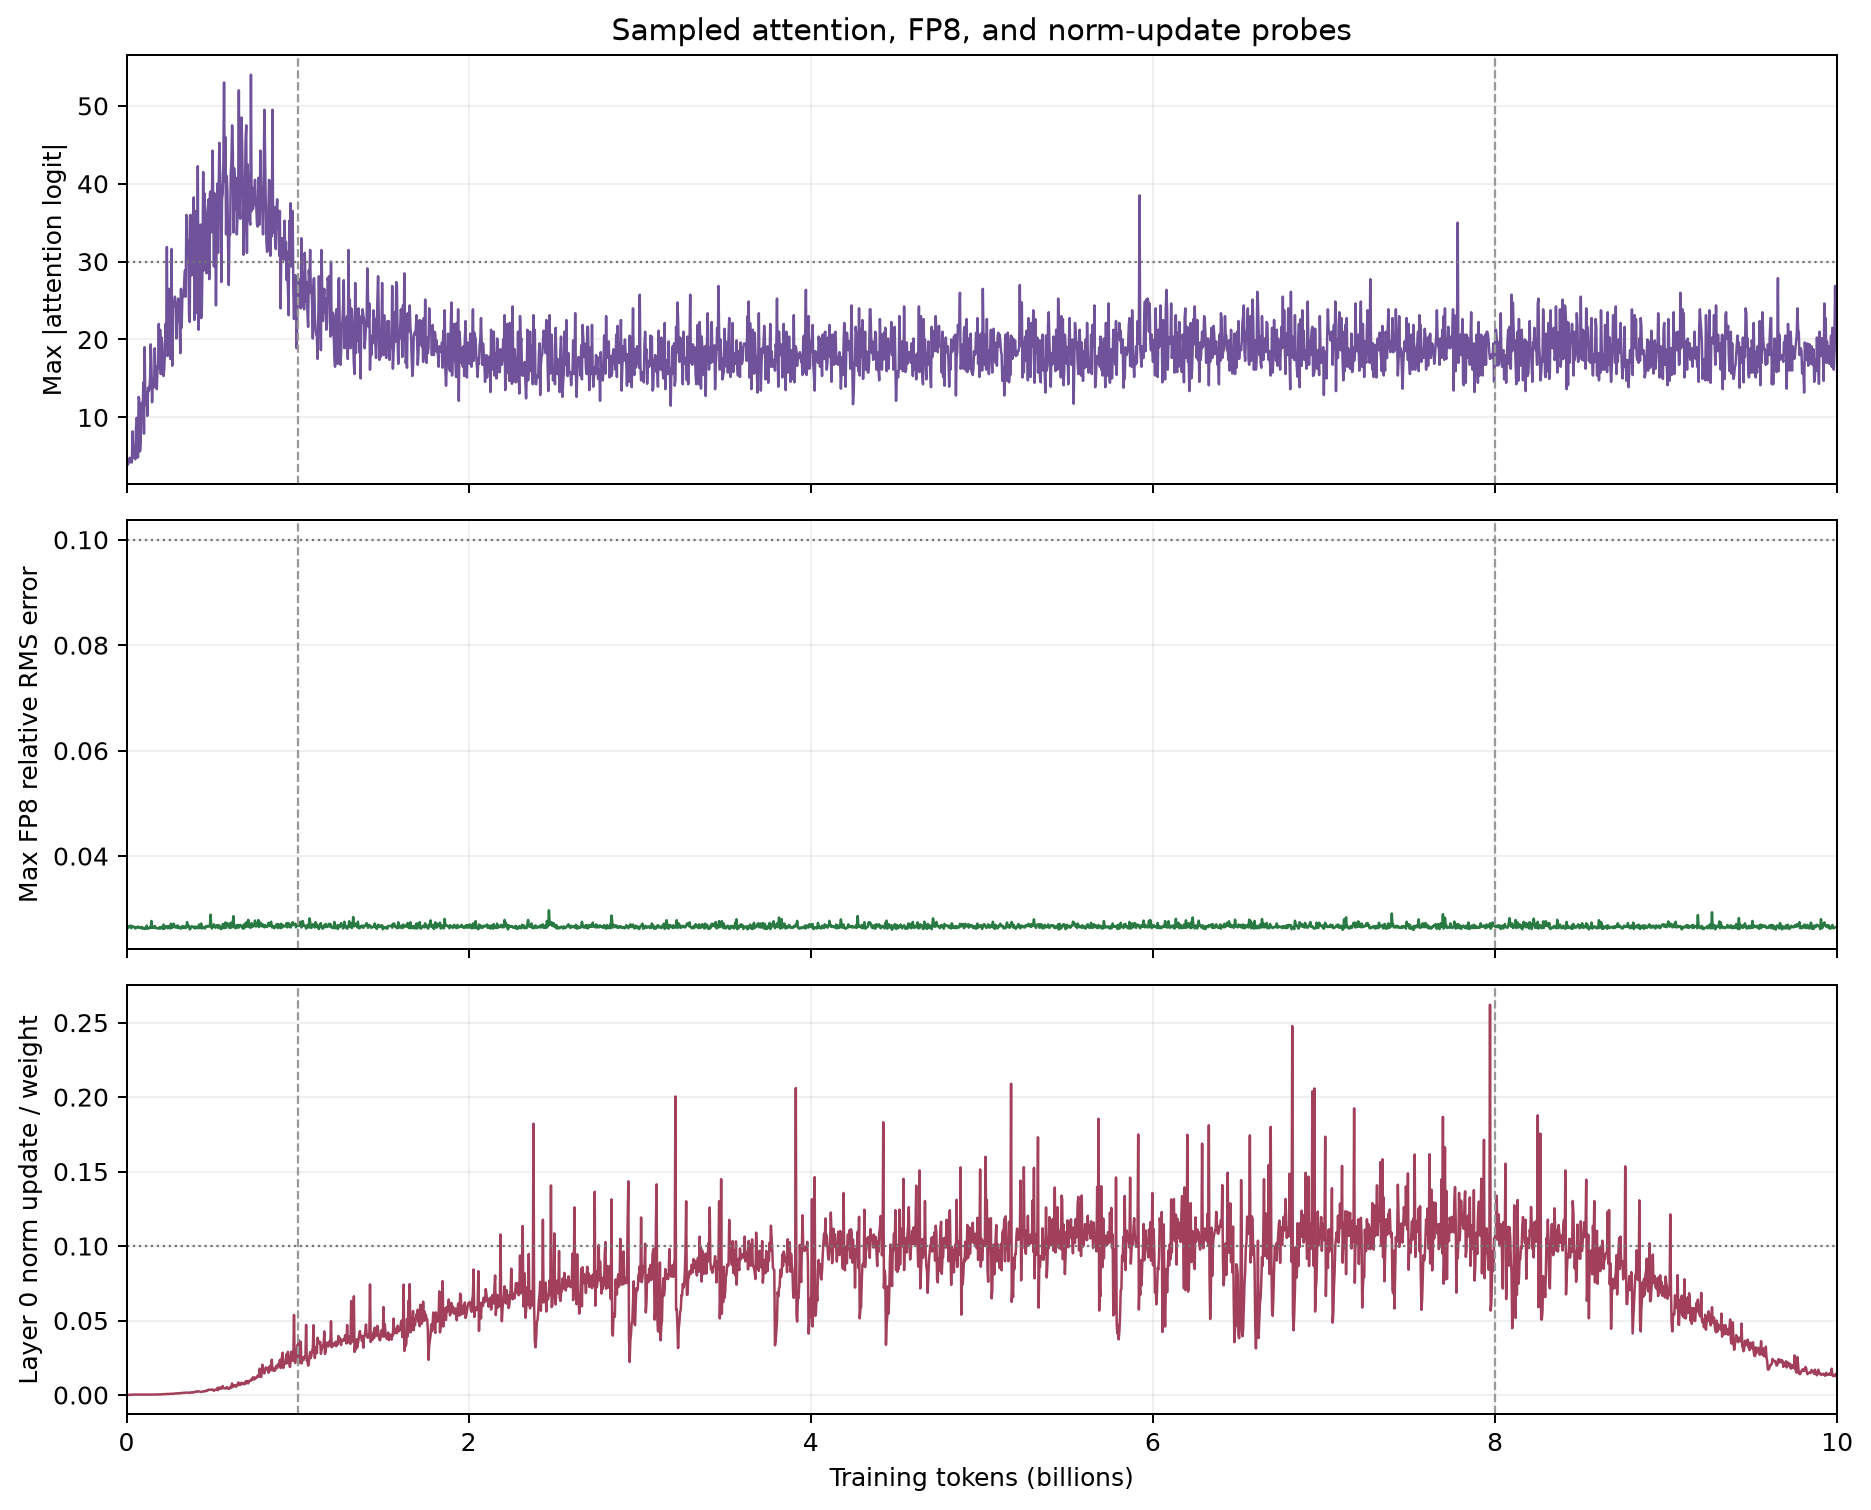 Sampled attention, FP8, and norm-update probes
Max |attention logit|
50
40
30
20
10
Max FP8 relative RMS error
0.10
0.08
0.06
0.04
Layer 0 norm update / weight
0.25
0.20
0.15
0.10
0.05
0.00
0 2 4 6 8 10
Training tokens (billions)